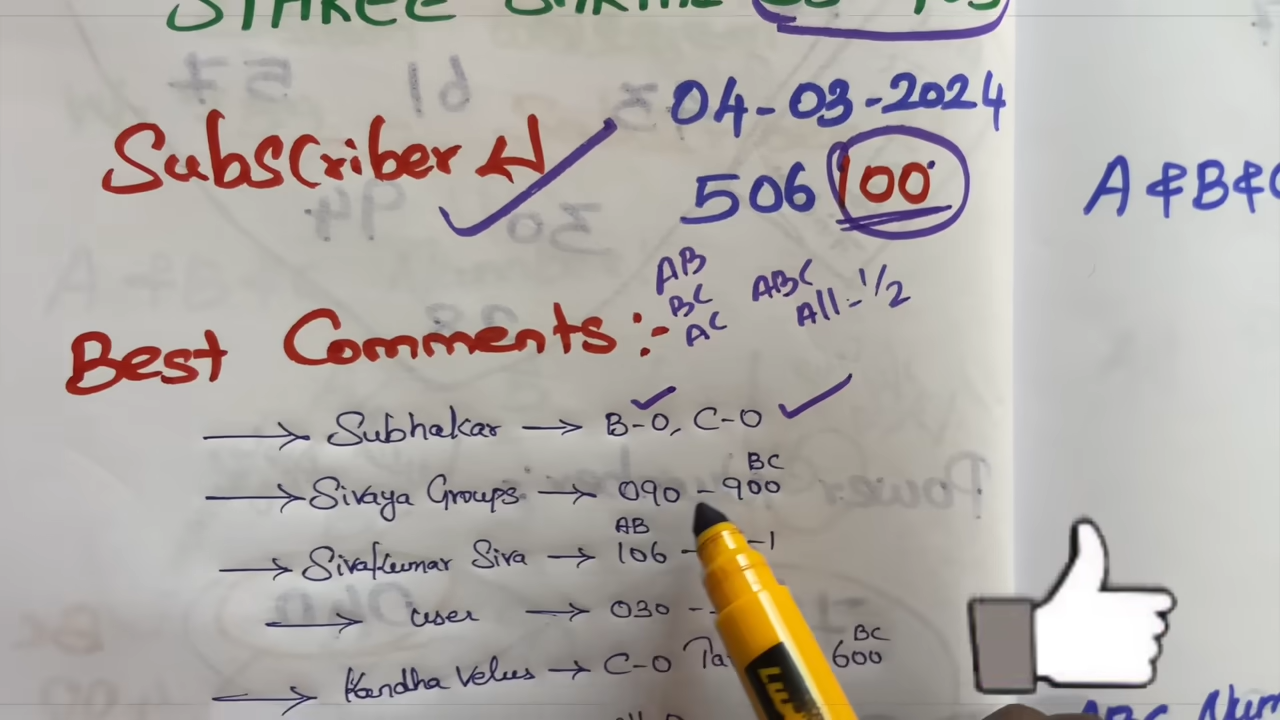 04-03-2024
Subscriber
506 100
A & B &
AB
BC
AC
ABC
All - 1/2
Best Comments :-
Subhakar → B-0, C-0
BC
Sivaya Groups → 090 - 900
AB
Sivakumar Siva → 106 - -1
user → 030 -
BC
Kandha Velus → C-0 600